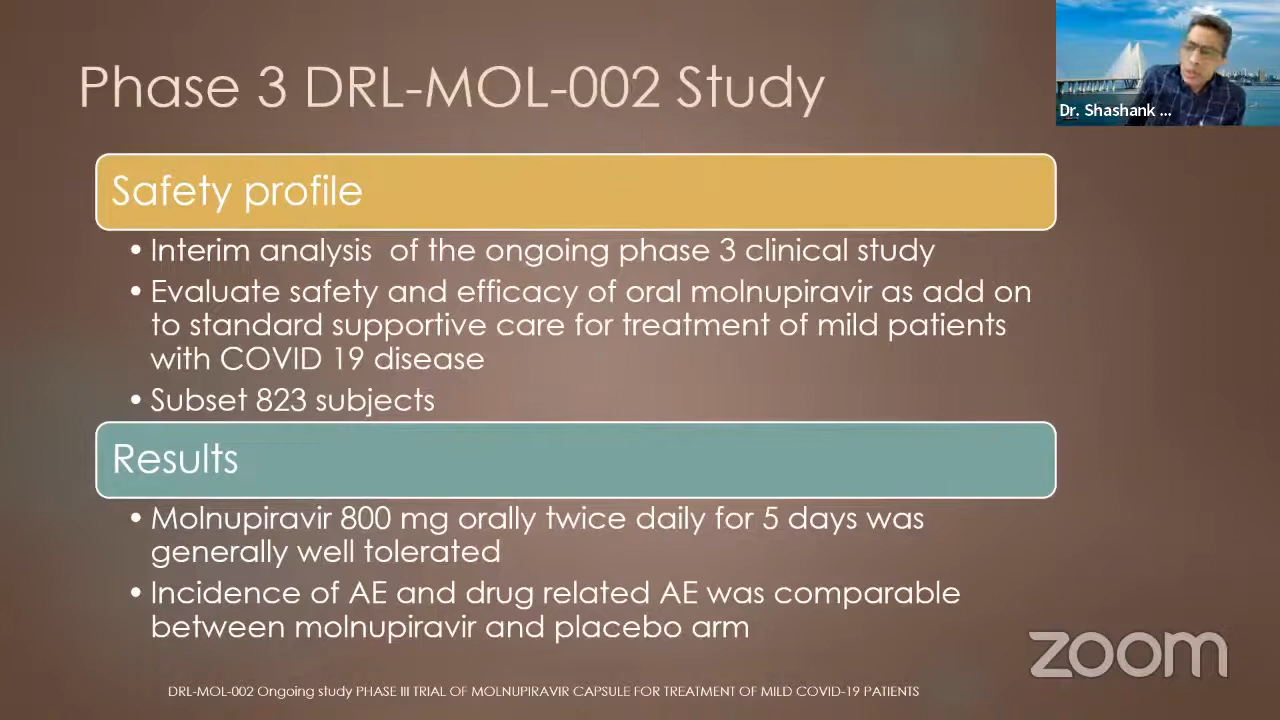 Phase 3 DRL-MOL-002 Study
Dr. Shashank ...
Safety profile
• Interim analysis of the ongoing phase 3 clinical study
• Evaluate safety and efficacy of oral molnupiravir as add on
to standard supportive care for treatment of mild patients
with COVID 19 disease
• Subset 823 subjects
Results
• Molnupiravir 800 mg orally twice daily for 5 days was
generally well tolerated
• Incidence of AE and drug related AE was comparable
between molnupiravir and placebo arm
zoom
DRL-MOL-002 Ongoing study PHASE III TRIAL OF MOLNUPIRAVIR CAPSULE FOR TREATMENT OF MILD COVID-19 PATIENTS